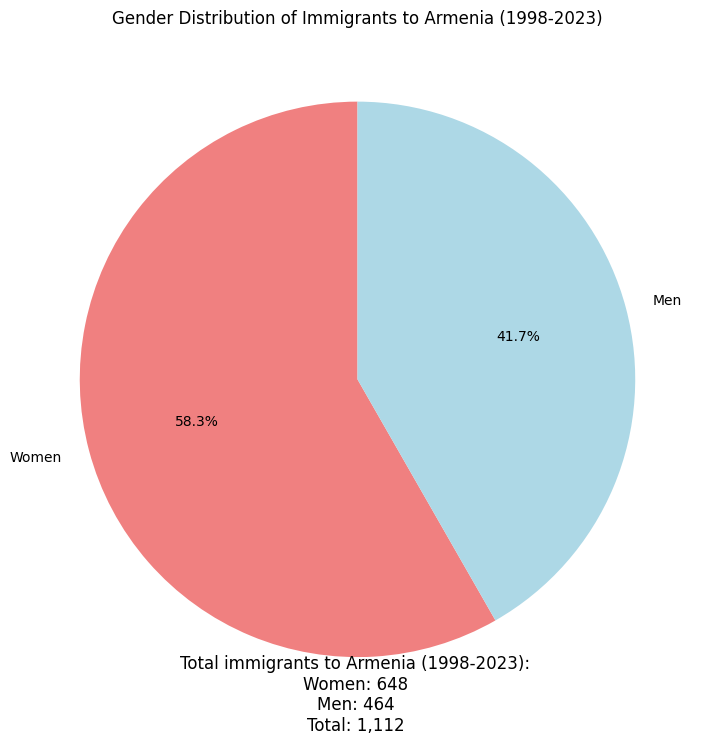 Gender Distribution of Immigrants to Armenia (1998-2023)
Men
41.7%
58.3%
Women
Total immigrants to Armenia (1998-2023):
Women: 648
Men: 464
Total: 1,112